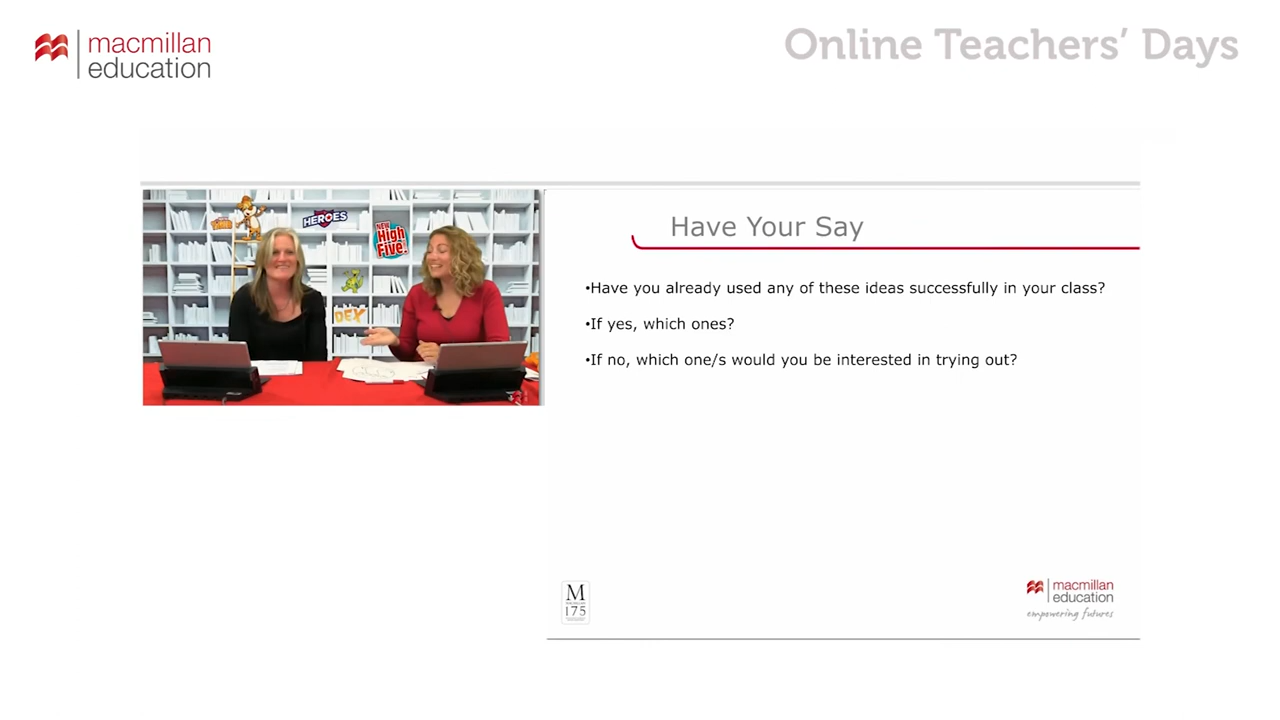 macmillan
education
Online Teachers' Days
HEROES
NEW
High
Five!
DEX
Have Your Say
•Have you already used any of these ideas successfully in your class?
•If yes, which ones?
•If no, which one/s would you be interested in trying out?
M
175
macmillan
education
empowering futures